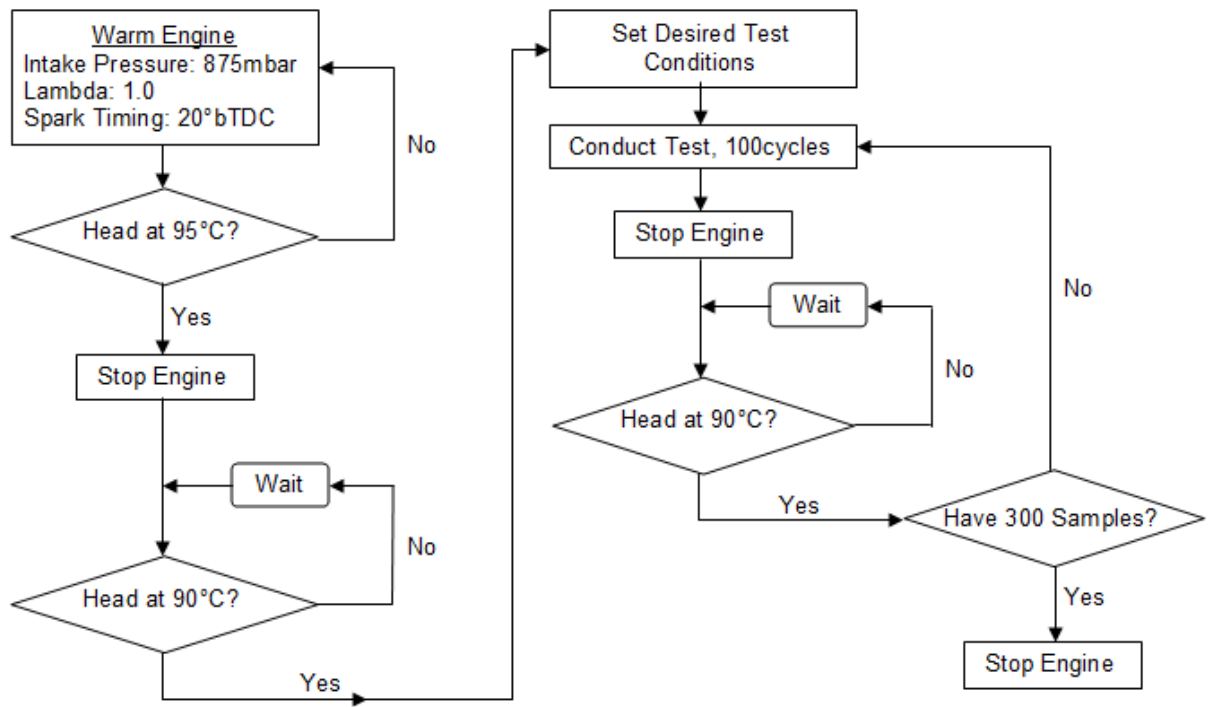 Warm Engine
Intake Pressure: 875mbar
Lambda: 1.0
Spark Timing: 20°bTDC
No
Head at 95°C?
Yes
Stop Engine
Wait
No
Head at 90°C?
Yes
Set Desired Test
Conditions
Conduct Test, 100cycles
Stop Engine
Wait
No
Head at 90°C?
Yes
No
Have 300 Samples?
Yes
Stop Engine